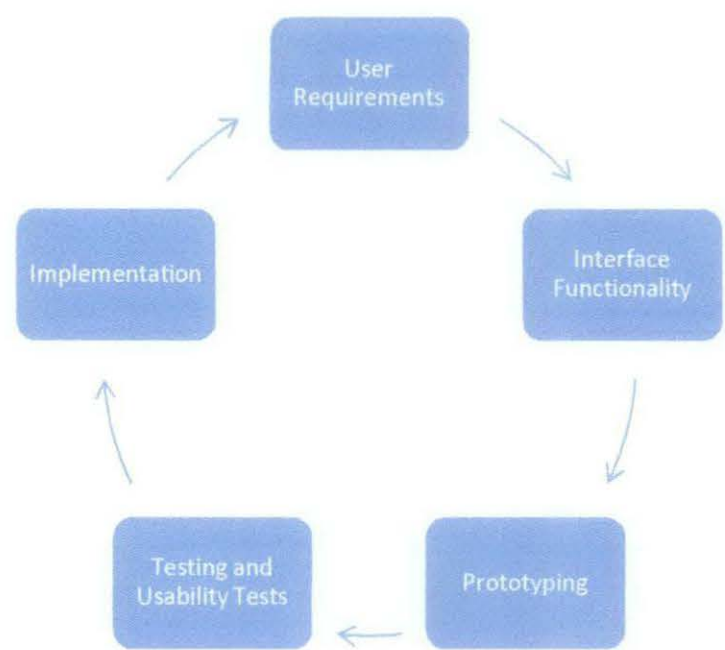 User
Requirements
Interface
Functionality
Prototyping
Testing and
Usability Tests
Implementation